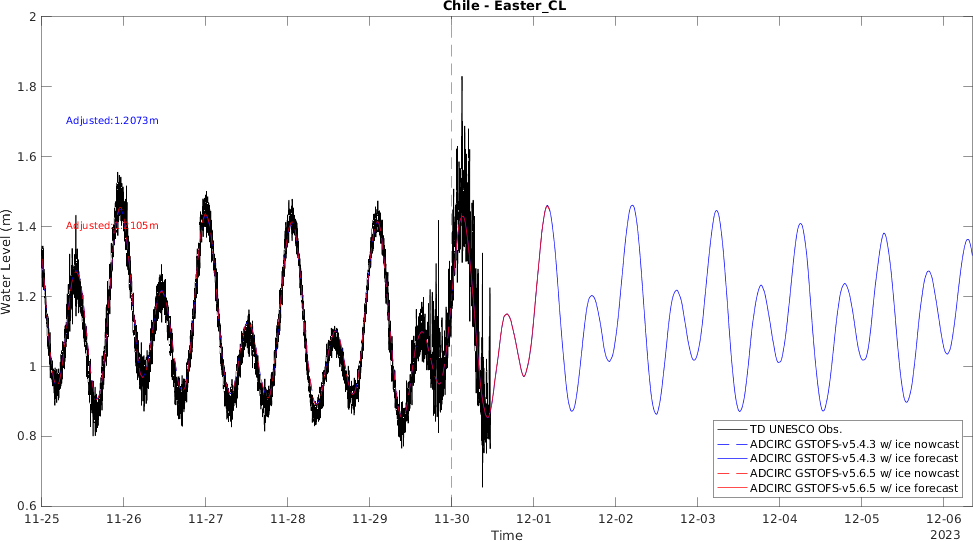 Chile - Easter_CL
2
1.8
1.6
1.4
1.2
1
0.8
0.6
Water Level (m)
Adjusted:1.2073m
11-25
11-26
11-27
11-28
11-29
11-30
12-01
12-02
12-03
12-04
12-05
12-06
Time
2023
TD UNESCO Obs.
ADCIRC GSTOFS-v5.4.3 w/ ice nowcast
ADCIRC GSTOFS-v5.4.3 w/ ice forecast
ADCIRC GSTOFS-v5.6.5 w/ ice nowcast
ADCIRC GSTOFS-v5.6.5 w/ ice forecast